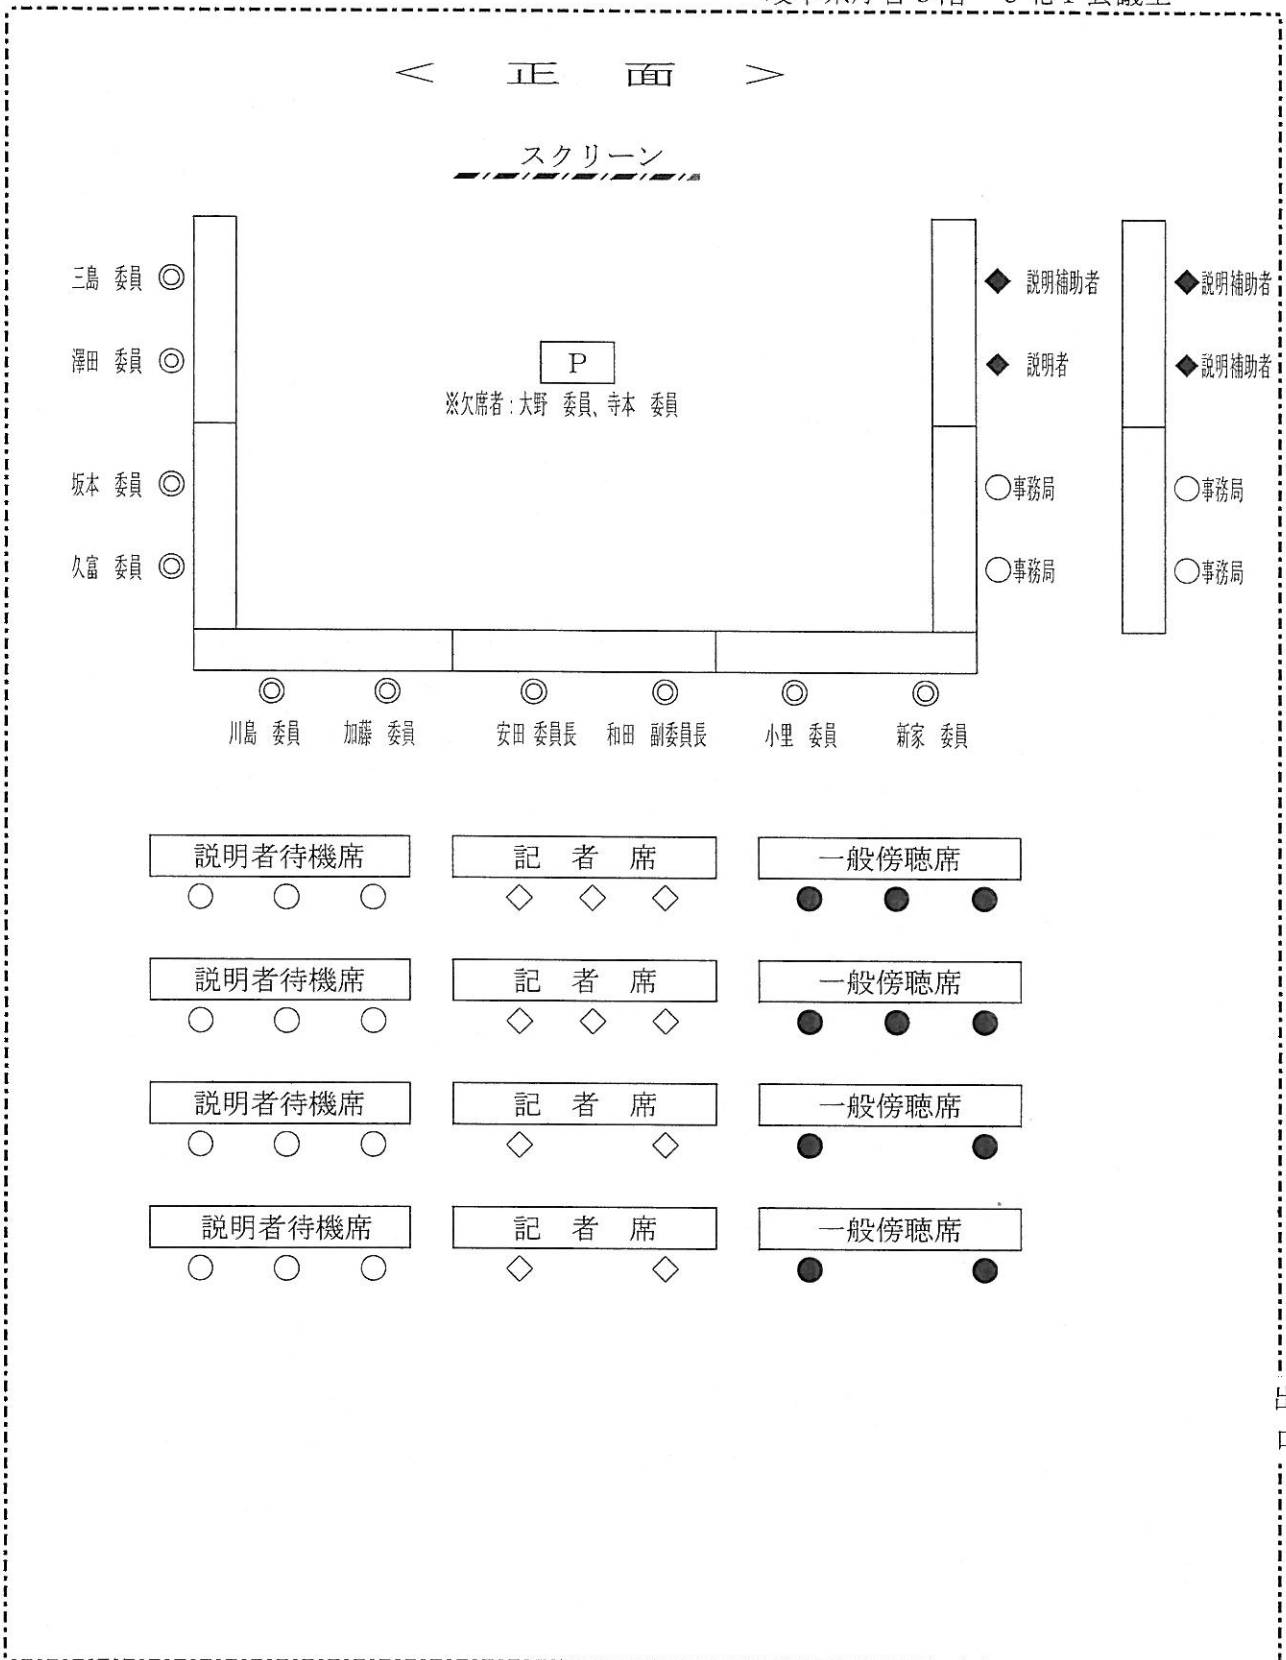 ＜　正　面　＞
スクリーン
三島 委員
説明補助者
説明補助者
澤田 委員
P
説明者
説明補助者
※欠席者：大野 委員、寺本 委員
坂本 委員
事務局
事務局
久富 委員
事務局
事務局
川島 委員 加藤 委員 安田 委員長 和田 副委員長 小里 委員 新家 委員
説明者待機席 記者席 一般傍聴席
説明者待機席 記者席 一般傍聴席
説明者待機席 記者席 一般傍聴席
説明者待機席 記者席 一般傍聴席